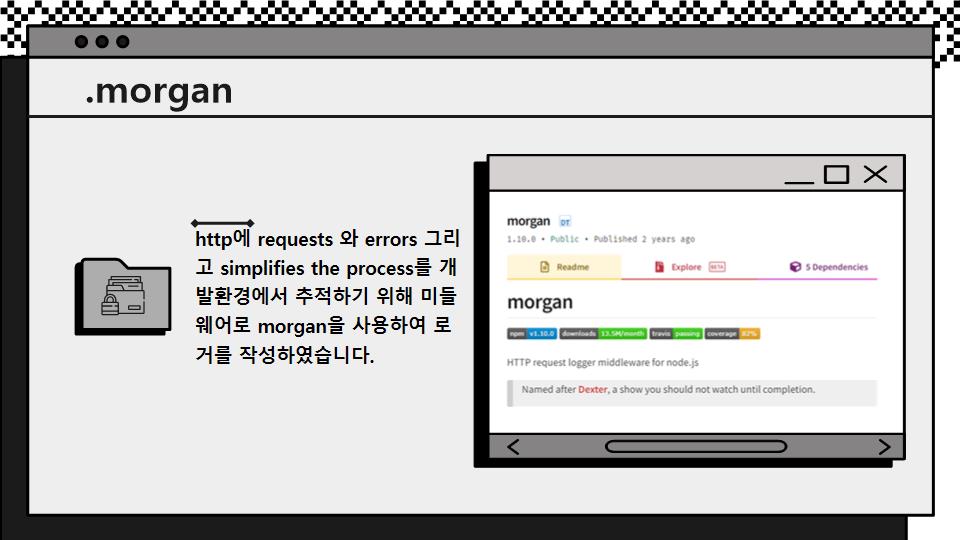 .morgan
http에 requests 와 errors 그리
고 simplifies the process를 개
발환경에서 추적하기 위해 미들
웨어로 morgan을 사용하여 로
거를 작성하였습니다.
morgan DT
1.10.0 • Public • Published 2 years ago
Readme
Explore BETA
5 Dependencies
morgan
npm v1.10.0 downloads 13.5M/month travis passing coverage 87%
HTTP request logger middleware for node.js
Named after Dexter, a show you should not watch until completion.